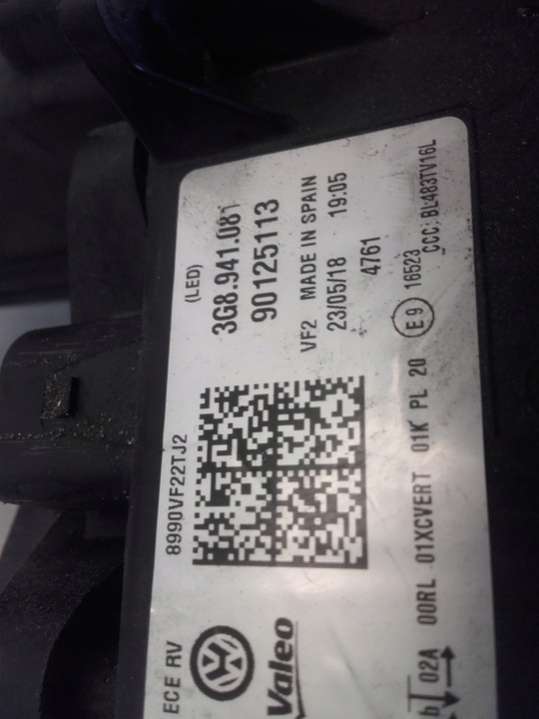 (LED)
3G8.941.081
90125113
VF2 MADE IN SPAIN
23/05/18 19:05
4761
8990VF22TJ2
ECE RV
Valeo
E9 16523
CCC: BL483TV16L
02A 00RL 01XCVERT 01K PL 20